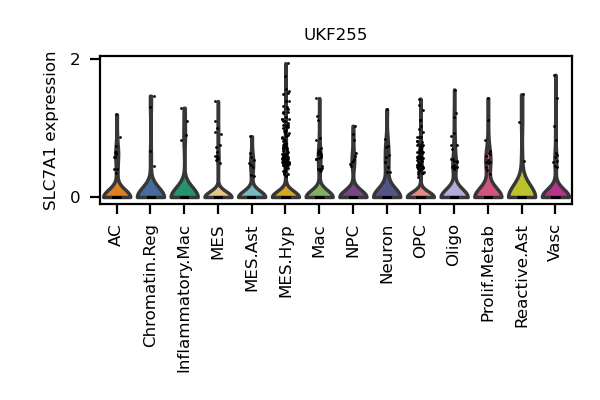 UKF255
SLC7A1 expression
2
0
AC
Chromatin.Reg
Inflammatory.Mac
MES
MES.Ast
MES.Hyp
Mac
NPC
Neuron
OPC
Oligo
Prolif.Metab
Reactive.Ast
Vasc